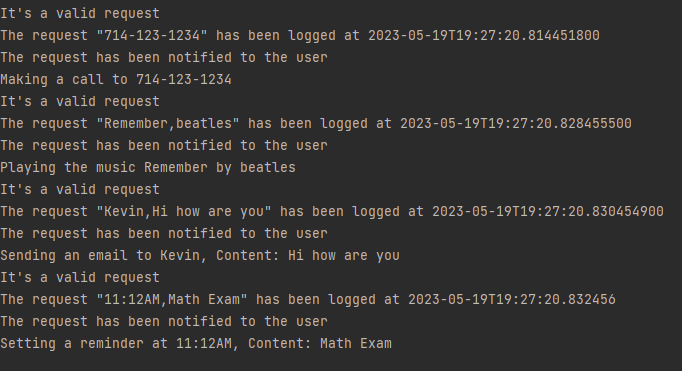 It's a valid request
The request "714-123-1234" has been logged at 2023-05-19T19:27:20.814451800
The request has been notified to the user
Making a call to 714-123-1234
It's a valid request
The request "Remember,beatles" has been logged at 2023-05-19T19:27:20.828455500
The request has been notified to the user
Playing the music Remember by beatles
It's a valid request
The request "Kevin,Hi how are you" has been logged at 2023-05-19T19:27:20.830454900
The request has been notified to the user
Sending an email to Kevin, Content: Hi how are you
It's a valid request
The request "11:12AM,Math Exam" has been logged at 2023-05-19T19:27:20.832456
The request has been notified to the user
Setting a reminder at 11:12AM, Content: Math Exam